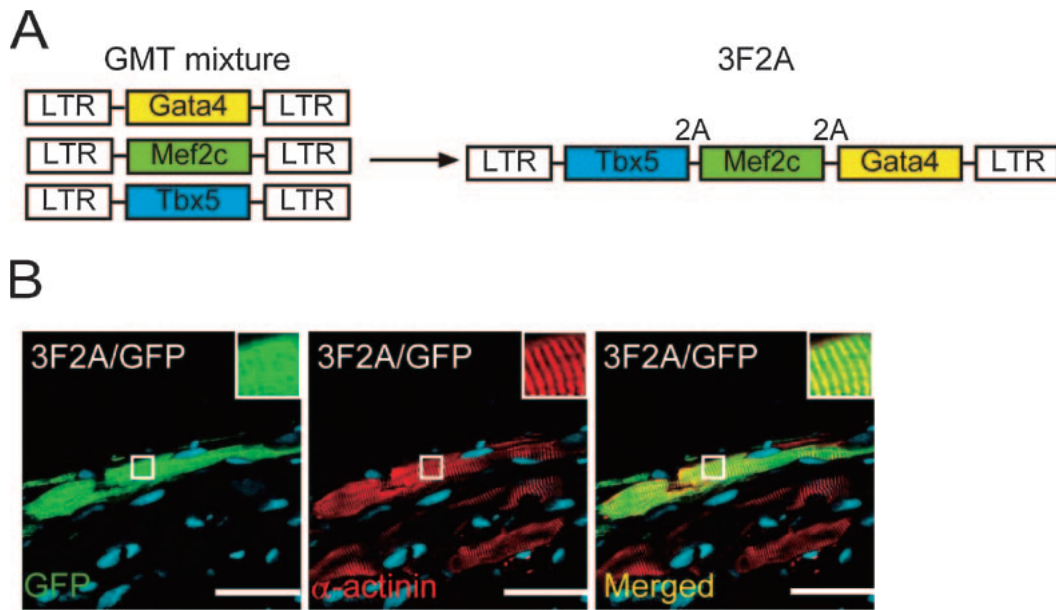 A
GMT mixture
3F2A
LTR Gata4 LTR
LTR Mef2c LTR
LTR Tbx5 LTR
2A 2A
LTR Tbx5 Mef2c Gata4 LTR
B
3F2A/GFP 3F2A/GFP 3F2A/GFP
GFP α-actinin Merged